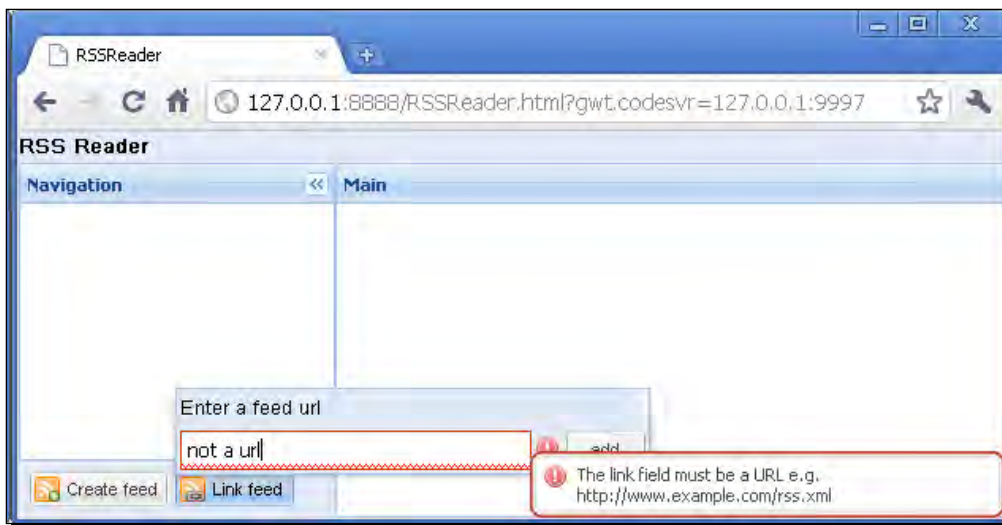 RSSReader
127.0.0.1:8888/RSSReader.html?gwt.codesvr=127.0.0.1:9997
RSS Reader
Navigation
Main
Enter a feed url
not a url
add
Create feed
Link feed
The link field must be a URL e.g.
http://www.example.com/rss.xml